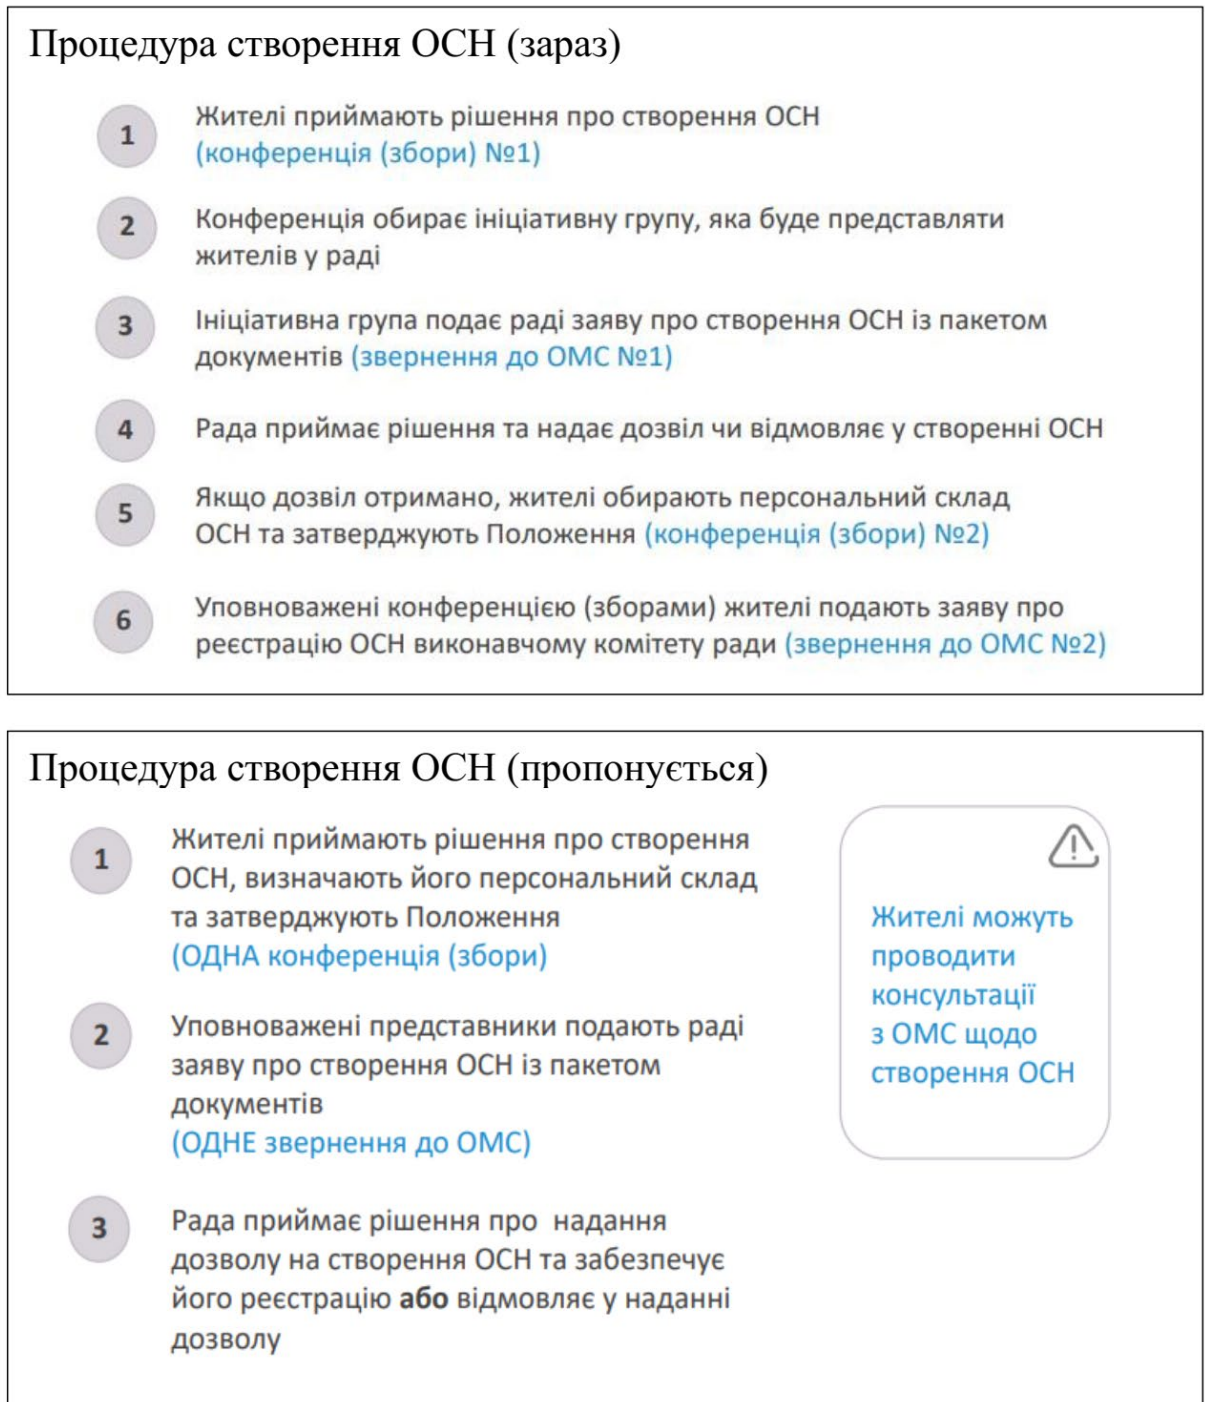 Процедура створення ОСН (зараз)
1
Жителі приймають рішення про створення ОСН
(конференція (збори) №1)
2
Конференція обирає ініціативну групу, яка буде представляти
жителів у раді
3
Ініціативна група подає раді заяву про створення ОСН із пакетом
документів (звернення до ОМС №1)
4
Рада приймає рішення та надає дозвіл чи відмовляє у створенні ОСН
5
Якщо дозвіл отримано, жителі обирають персональний склад
ОСН та затверджують Положення (конференція (збори) №2)
6
Уповноважені конференцією (зборами) жителі подають заяву про
реєстрацію ОСН виконавчому комітету ради (звернення до ОМС №2)
Процедура створення ОСН (пропонується)
1
Жителі приймають рішення про створення
ОСН, визначають його персональний склад
та затверджують Положення
(ОДНА конференція (збори)
2
Уповноважені представники подають раді
заяву про створення ОСН із пакетом
документів
(ОДНЕ звернення до ОМС)
3
Рада приймає рішення про надання
дозволу на створення ОСН та забезпечує
його реєстрацію або відмовляє у наданні
дозволу
Жителі можуть
проводити
консультації
з ОМС щодо
створення ОСН